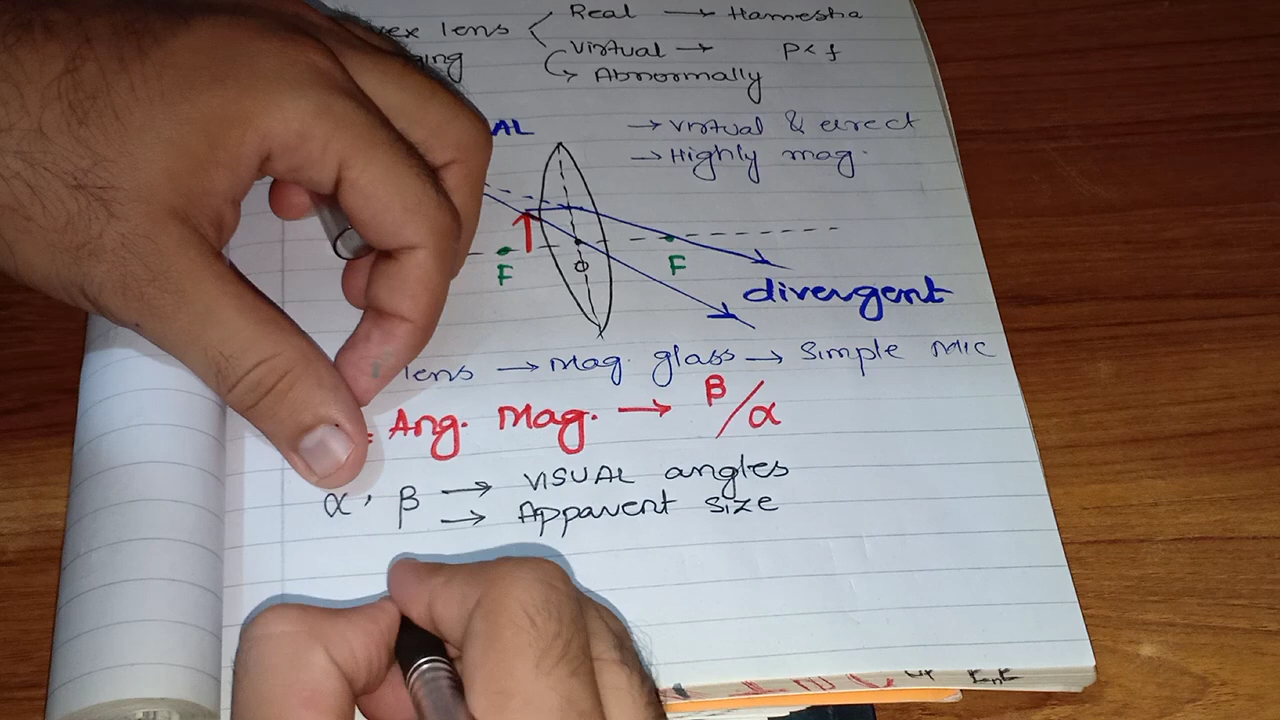 lens Real → Hamesha
Virtual → P < f
↳ Abnormally
→ virtual & erect
→ Highly mag.
F
O
F
divergent
lens → Mag. glass → Simple Mic
= Ang. Mag. → β/α
α, β → VISUAL angles
→ Apparent size